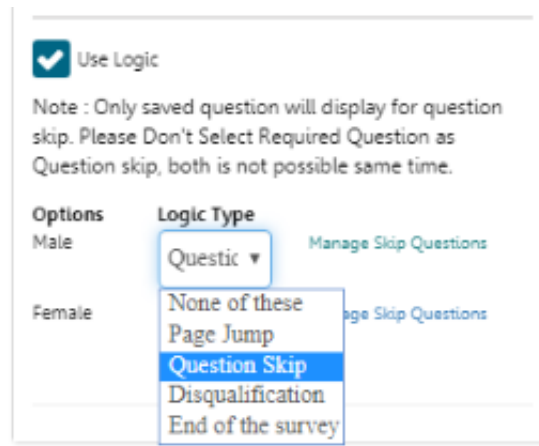 Use Logic
Note : Only saved question will display for question
skip. Please Don't Select Required Question as
Question skip, both is not possible same time.
Options Logic Type
Male Questic Manage Skip Questions
None of these
Female age Skip Questions
Page Jump
Question Skip
Disqualification
End of the survey